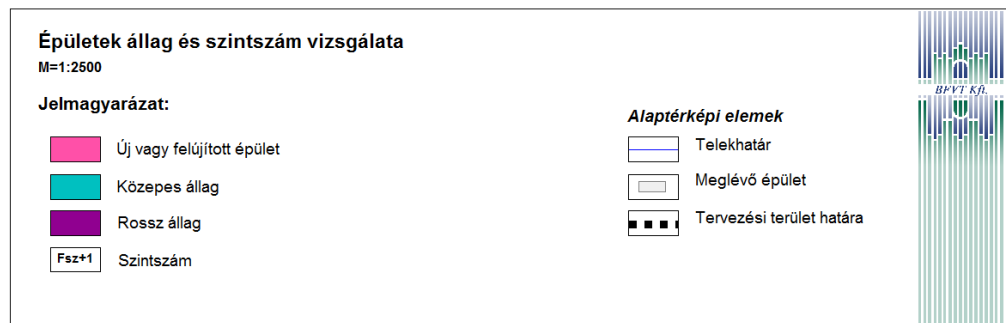 Épületek állag és szintszám vizsgálata
M=1:2500
Jelmagyarázat:
Új vagy felújított épület
Közepes állag
Rossz állag
Fsz+1 Szintszám
Alaptérképi elemek
Telekhatár
Meglévő épület
Tervezési terület határa
BFVT Kft.